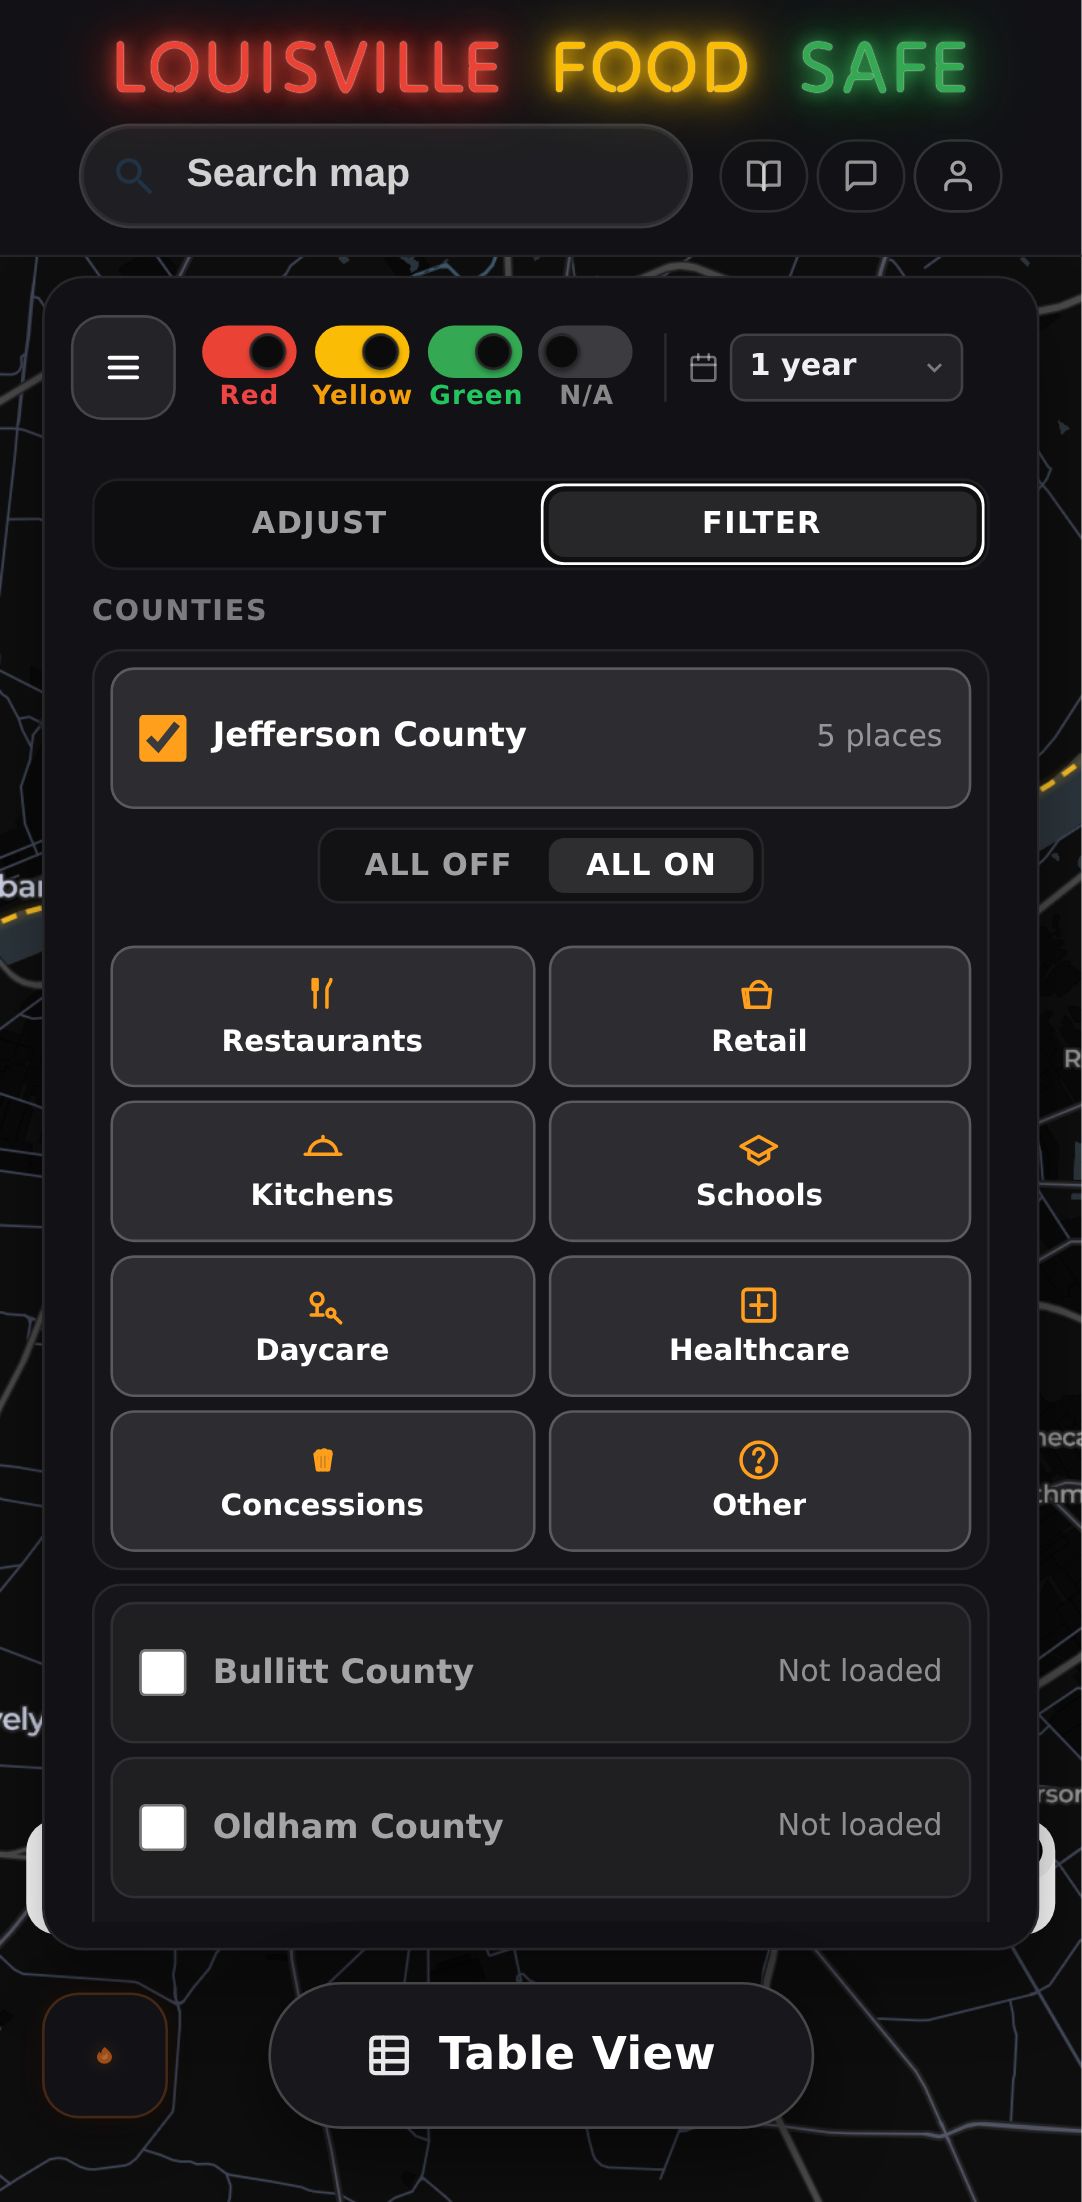 LOUISVILLE FOOD SAFE
Search map
Red Yellow Green N/A
1 year
ADJUST FILTER
COUNTIES
Jefferson County 5 places
ALL OFF ALL ON
Restaurants Retail
Kitchens Schools
Daycare Healthcare
Concessions Other
Bullitt County Not loaded
Oldham County Not loaded
Table View